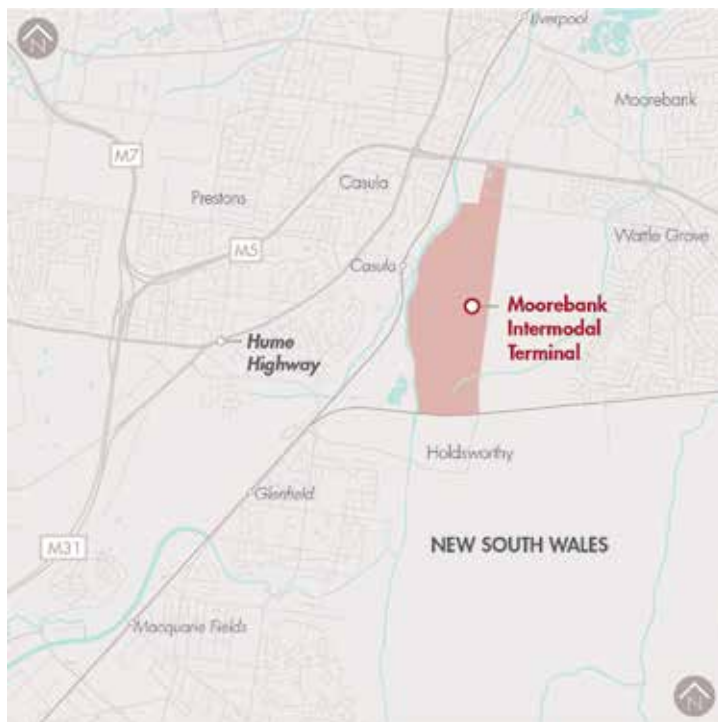 N
Liverpool
Moorebank
M7
Prestons
Casula
M5
Wattle Grove
Casula
Moorebank
Intermodal
Terminal
Hume
Highway
Holdsworthy
Glenfield
NEW SOUTH WALES
M31
Macquarie Fields
N